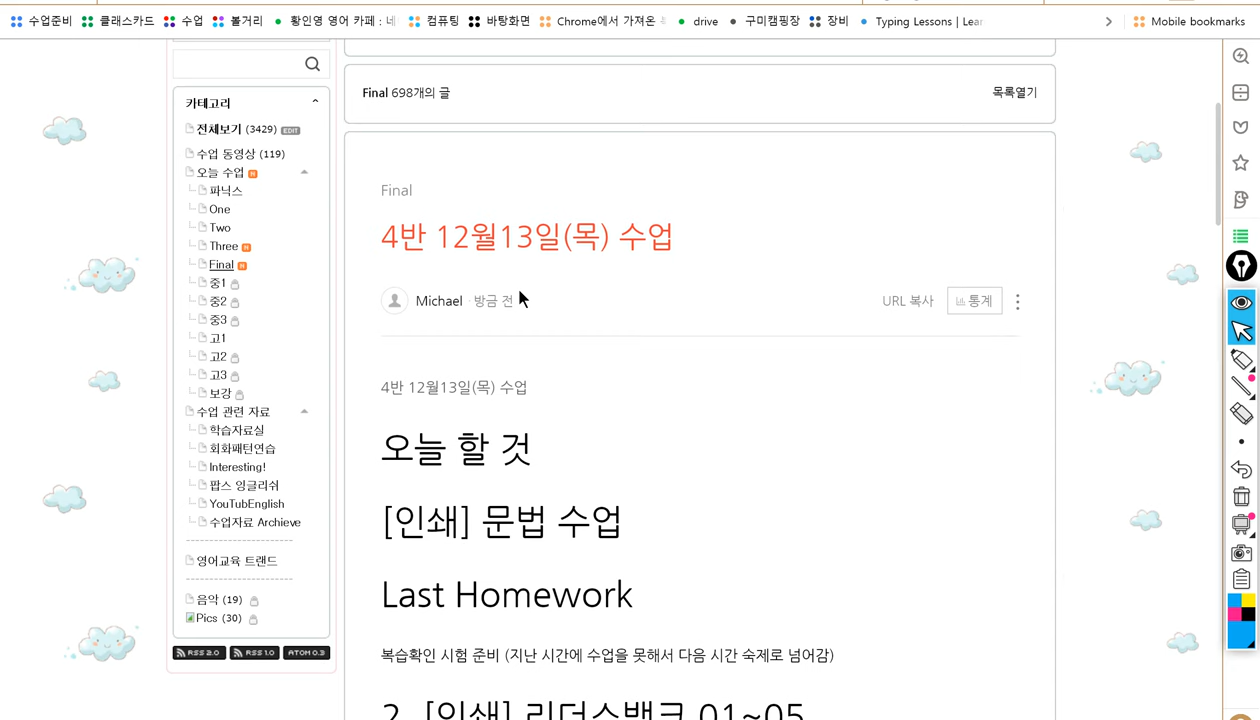 수업준비 클래스카드 수업 볼거리 황인영 영어 카페 : 네 컴퓨팅 바탕화면 Chrome에서 가져온 drive 구미캠핑장 장비 Typing Lessons | Lear Mobile bookmarks
Final 698개의 글 목록열기
카테고리
전체보기 (3429) EDIT
수업 동영상 (119)
오늘 수업 N
파닉스
One
Two
Three N
Final N
중1
중2
중3
고1
고2
고3
보강
수업 관련 자료
학습자료실
회화패턴연습
Interesting!
팝스 잉글리쉬
YouTubEnglish
수업자료 Archieve
영어교육 트랜드
음악 (19)
Pics (30)
RSS 2.0 RSS 1.0 ATOM 0.3
Final
4반 12월13일(목) 수업
Michael · 방금 전 URL 복사 통계
4반 12월13일(목) 수업
오늘 할 것
[인쇄] 문법 수업
Last Homework
복습확인 시험 준비 (지난 시간에 수업을 못해서 다음 시간 숙제로 넘어감)
2. [인쇄] 리더스뱅크 01~05